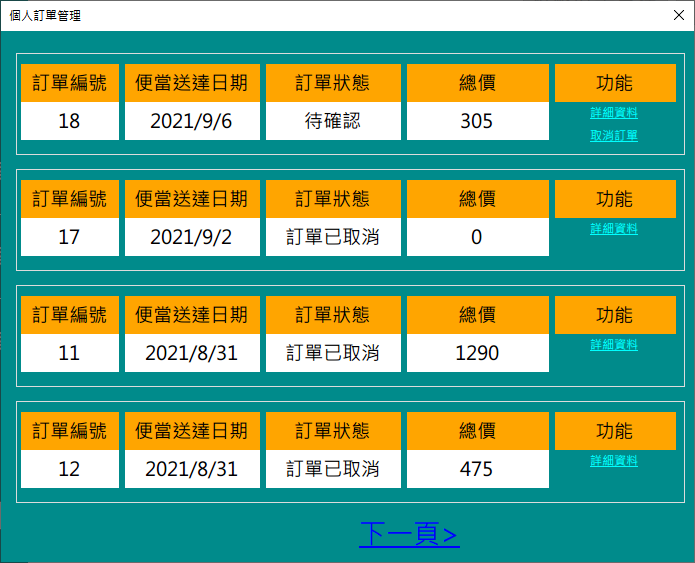 個人訂單管理
訂單編號 便當送達日期 訂單狀態 總價 功能
18 2021/9/6 待確認 305 詳細資料
取消訂單
訂單編號 便當送達日期 訂單狀態 總價 功能
17 2021/9/2 訂單已取消 0 詳細資料
訂單編號 便當送達日期 訂單狀態 總價 功能
11 2021/8/31 訂單已取消 1290 詳細資料
訂單編號 便當送達日期 訂單狀態 總價 功能
12 2021/8/31 訂單已取消 475 詳細資料
下一頁>